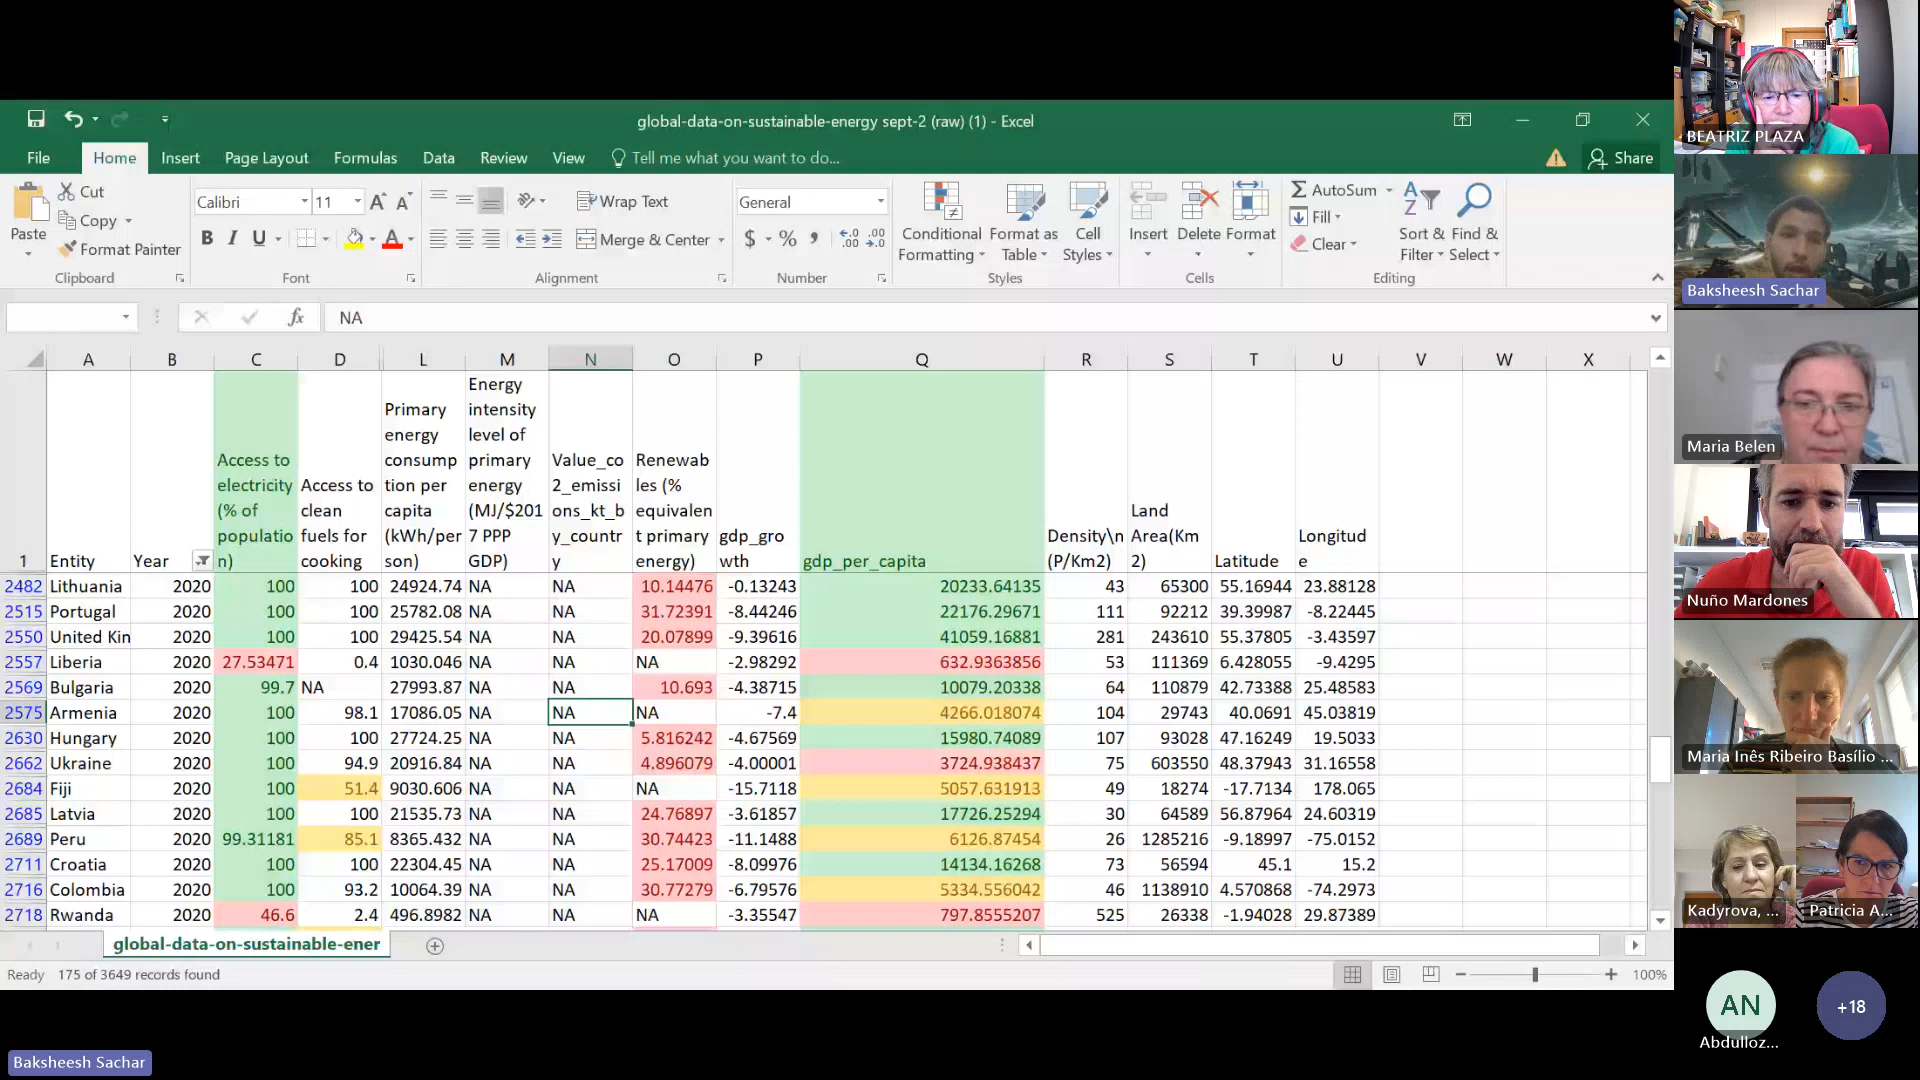 global-data-on-sustainable-energy sept-2 (raw) (1) - Excel
File Home Insert Page Layout Formulas Data Review View Tell me what you want to do... Share
Paste Cut Copy Format Painter Clipboard
Calibri 11 A A B I U A Font
Wrap Text Merge & Center Alignment
General $ % , Number
Conditional Formatting Format as Table Cell Styles Styles
Insert Delete Format Cells
AutoSum Fill Clear Sort & Filter Find & Select Editing
fx NA
A B C D L M N O P Q R S T U V W X
1 Entity Year Access to electricity (% of population) Access to clean fuels for cooking Primary energy consumption per capita (kWh/person) Energy intensity level of primary energy (MJ/$2017 PPP GDP) Value_co2_emissions_kt_by_country Renewables (% equivalent primary energy) gdp_growth gdp_per_capita Density\n(P/Km2) Land Area(Km2) Latitude Longitude
2482 Lithuania 2020 100 100 24924.74 NA NA 10.14476 -0.13243 20233.64135 43 65300 55.16944 23.88128
2515 Portugal 2020 100 100 25782.08 NA NA 31.72391 -8.44246 22176.29671 111 92212 39.39987 -8.22445
2550 United Kin 2020 100 100 29425.54 NA NA 20.07899 -9.39616 41059.16881 281 243610 55.37805 -3.43597
2557 Liberia 2020 27.53471 0.4 1030.046 NA NA NA -2.98292 632.9363856 53 111369 6.428055 -9.4295
2569 Bulgaria 2020 99.7 NA 27993.87 NA NA 10.693 -4.38715 10079.20338 64 110879 42.73388 25.48583
2575 Armenia 2020 100 98.1 17086.05 NA NA NA -7.4 4266.018074 104 29743 40.0691 45.03819
2630 Hungary 2020 100 100 27724.25 NA NA 5.816242 -4.67569 15980.74089 107 93028 47.16249 19.5033
2662 Ukraine 2020 100 94.9 20916.84 NA NA 4.896079 -4.00001 3724.938437 75 603550 48.37943 31.16558
2684 Fiji 2020 100 51.4 9030.606 NA NA NA -15.7118 5057.631913 49 18274 -17.7134 178.065
2685 Latvia 2020 100 100 21535.73 NA NA 24.76897 -3.61857 17726.25294 30 64589 56.87964 24.60319
2689 Peru 2020 99.31181 85.1 8365.432 NA NA 30.74423 -11.1488 6126.87454 26 1285216 -9.18997 -75.0152
2711 Croatia 2020 100 100 22304.45 NA NA 25.17009 -8.09976 14134.16268 73 56594 45.1 15.2
2716 Colombia 2020 100 93.2 10064.39 NA NA 30.77279 -6.79576 5334.556042 46 1138910 4.570868 -74.2973
2718 Rwanda 2020 46.6 2.4 496.8982 NA NA NA -3.35547 797.8555207 525 26338 -1.94028 29.87389
global-data-on-sustainable-ener
Ready 175 of 3649 records found 100%
Baksheesh Sachar
BEATRIZ PLAZA
Baksheesh Sachar
Maria Belen
Nuño Mardones
Maria Inês Ribeiro Basílio ...
Kadyrova, ... Patricia A...
AN +18
Abdulloz...